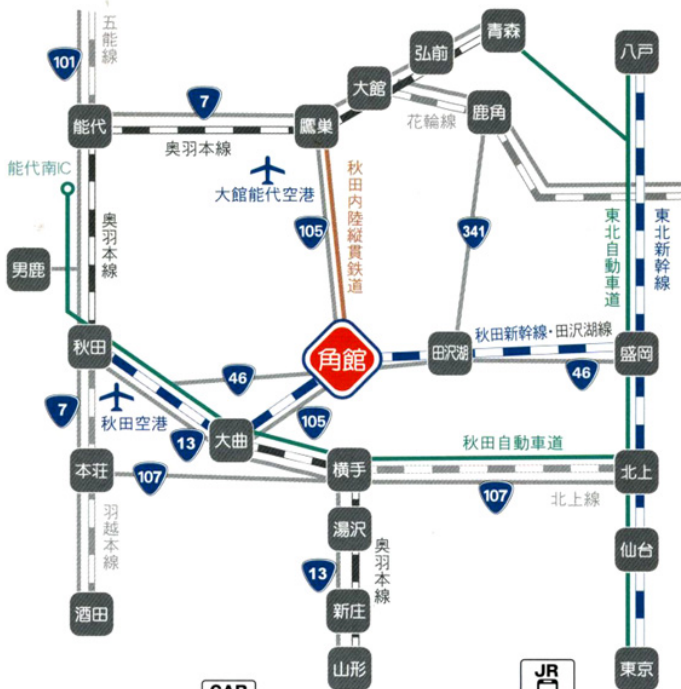 五能線
101
青森
弘前
八戸
大館
7
能代
鷹巣
鹿角
花輪線
奥羽本線
能代南IC
大館能代空港
秋田内陸縦貫鉄道
105
341
奥羽本線
東北自動車道
東北新幹線
男鹿
秋田
角館
田沢湖
秋田新幹線・田沢湖線
盛岡
46
46
7
秋田空港
13
大曲
105
秋田自動車道
本荘
107
横手
北上
107
北上線
羽越本線
湯沢
奥羽本線
仙台
13
酒田
新庄
山形
東京
CAR
JR